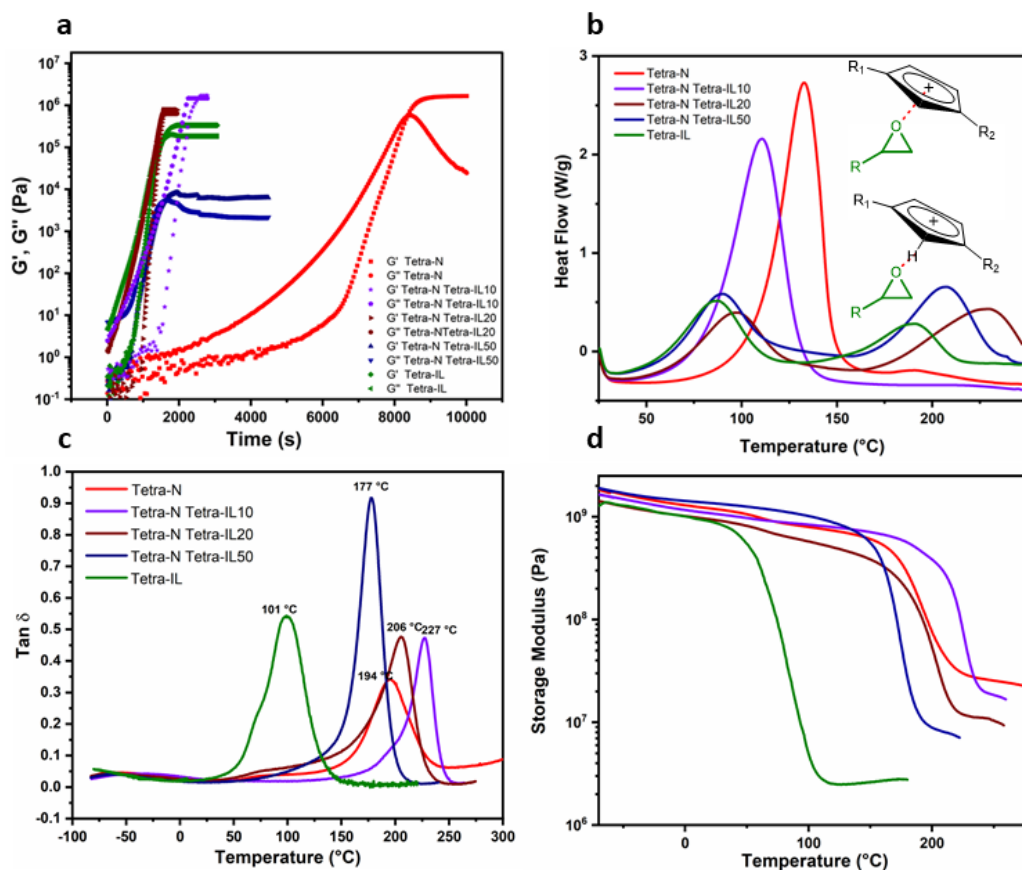 a
G', G'' (Pa)
10⁷
10⁶
10⁵
10⁴
10³
10²
10¹
10⁰
10⁻¹
G' Tetra-N
G'' Tetra-N
G' Tetra-N Tetra-IL10
G'' Tetra-N Tetra-IL10
G' Tetra-N Tetra-IL20
G'' Tetra-NTetra-IL20
G' Tetra-N Tetra-IL50
G'' Tetra-N Tetra-IL50
G' Tetra-IL
G'' Tetra-IL
0 2000 4000 6000 8000 10000
Time (s)
b
Heat Flow (W/g)
4
3
2
1
0
Tetra-N
Tetra-N Tetra-IL10
Tetra-N Tetra-IL20
Tetra-N Tetra-IL50
Tetra-IL
R₁
+
R₂
O
R
R₁
+
H
R₂
O
R
50 100 150 200
Temperature (°C)
c
Tan δ
1.0
0.9
0.8
0.7
0.6
0.5
0.4
0.3
0.2
0.1
0.0
-0.1
Tetra-N
Tetra-N Tetra-IL10
Tetra-N Tetra-IL20
Tetra-N Tetra-IL50
Tetra-IL
177 °C
101 °C
206 °C
227 °C
194 °C
-100 -50 0 50 100 150 200 250 300
Temperature (°C)
d
Storage Modulus (Pa)
10⁹
10⁸
10⁷
10⁶
0 100 200
Temperature (°C)